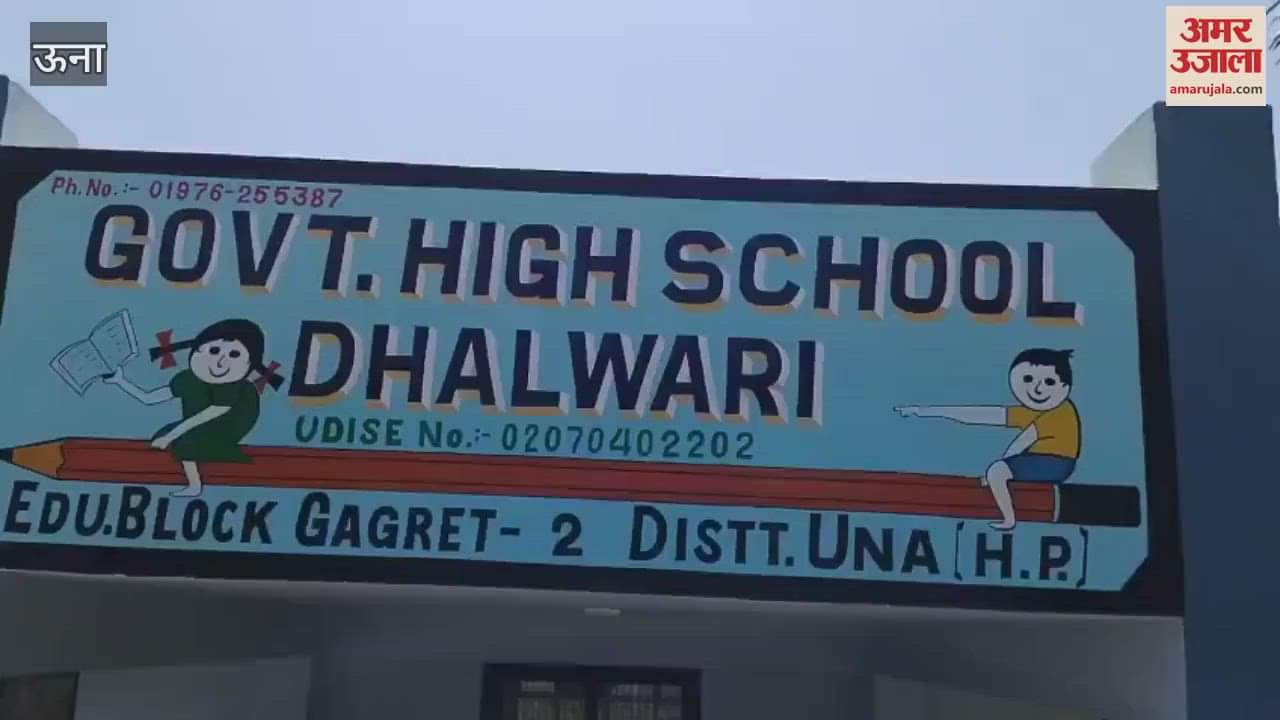 ऊना
अमर
उजाला
amarujala.com
Ph.No.:- 01976-255387
GOVT. HIGH SCHOOL
DHALWARI
UDISE No.:- 02070402202
EDU.BLOCK GAGRET- 2 DISTT. UNA [H.P.]